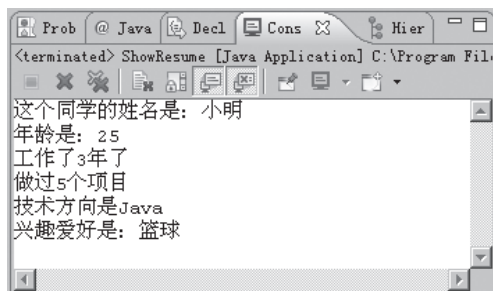 Prob @ Java Decl Cons Hier
<terminated> ShowResume [Java Application] C:\Program Fil
这个同学的姓名是：小明
年龄是：25
工作了3年了
做过5个项目
技术方向是Java
兴趣爱好是：篮球